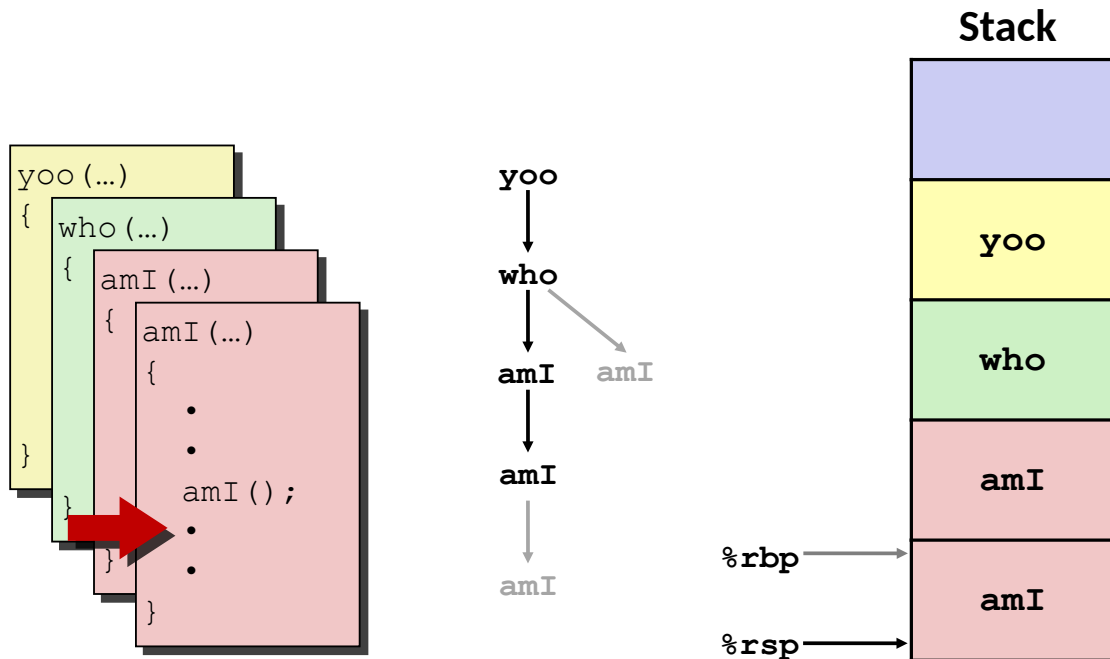 Stack
yoo(…)
{
}
who(…)
{
}
amI(…)
{
}
amI(…)
{
•
•
amI();
•
•
}
yoo
who
amI amI
amI
amI
yoo
who
amI
amI
%rbp
%rsp